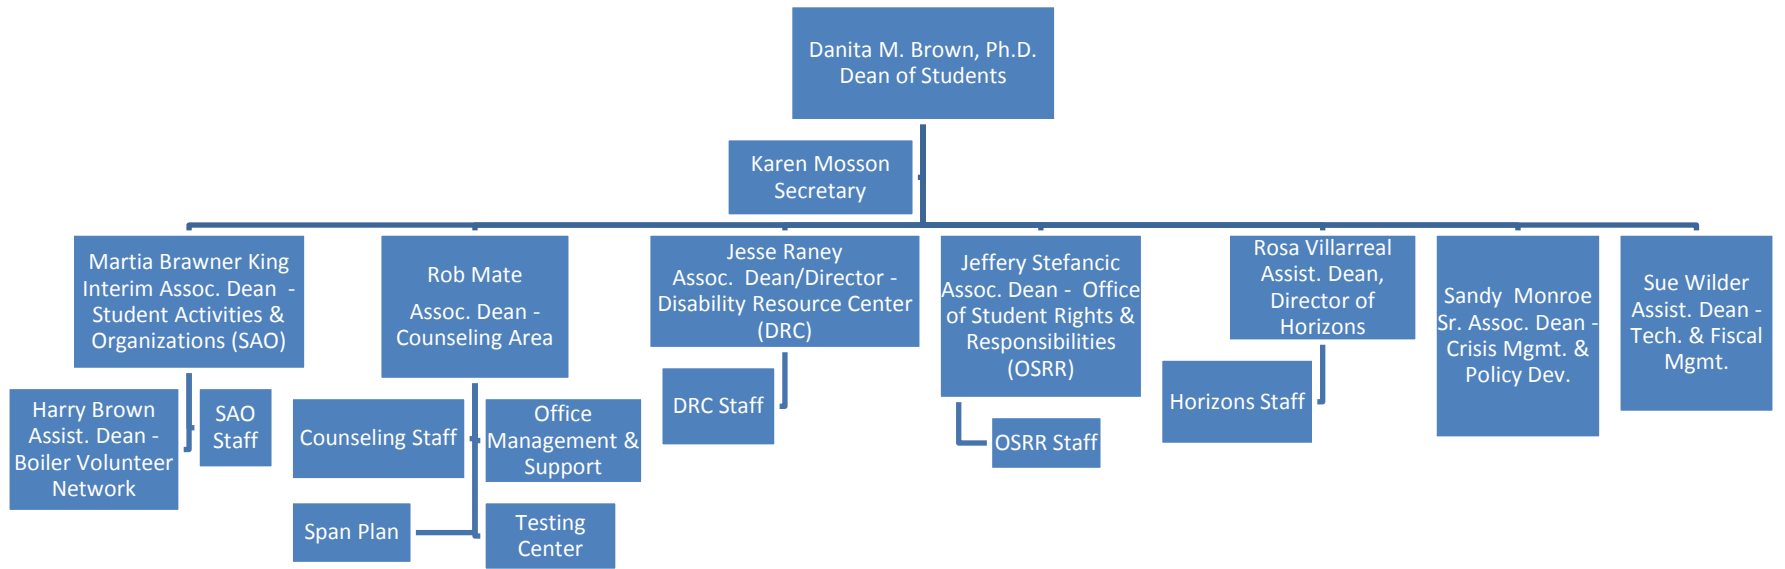 Danita M. Brown, Ph.D.
Dean of Students
Karen Mosson
Secretary
Martia Brawner King
Interim Assoc. Dean -
Student Activities &
Organizations (SAO)
Rob Mate
Assoc. Dean -
Counseling Area
Jesse Raney
Assoc. Dean/Director -
Disability Resource Center
(DRC)
Jeffery Stefancic
Assoc. Dean - Office
of Student Rights &
Responsibilities
(OSRR)
Rosa Villarreal
Assist. Dean,
Director of
Horizons
Sandy Monroe
Sr. Assoc. Dean -
Crisis Mgmt. &
Policy Dev.
Sue Wilder
Assist. Dean -
Tech. & Fiscal
Mgmt.
Harry Brown
Assist. Dean -
Boiler Volunteer
Network
SAO
Staff
Counseling Staff
Office
Management &
Support
Span Plan
Testing
Center
DRC Staff
OSRR Staff
Horizons Staff